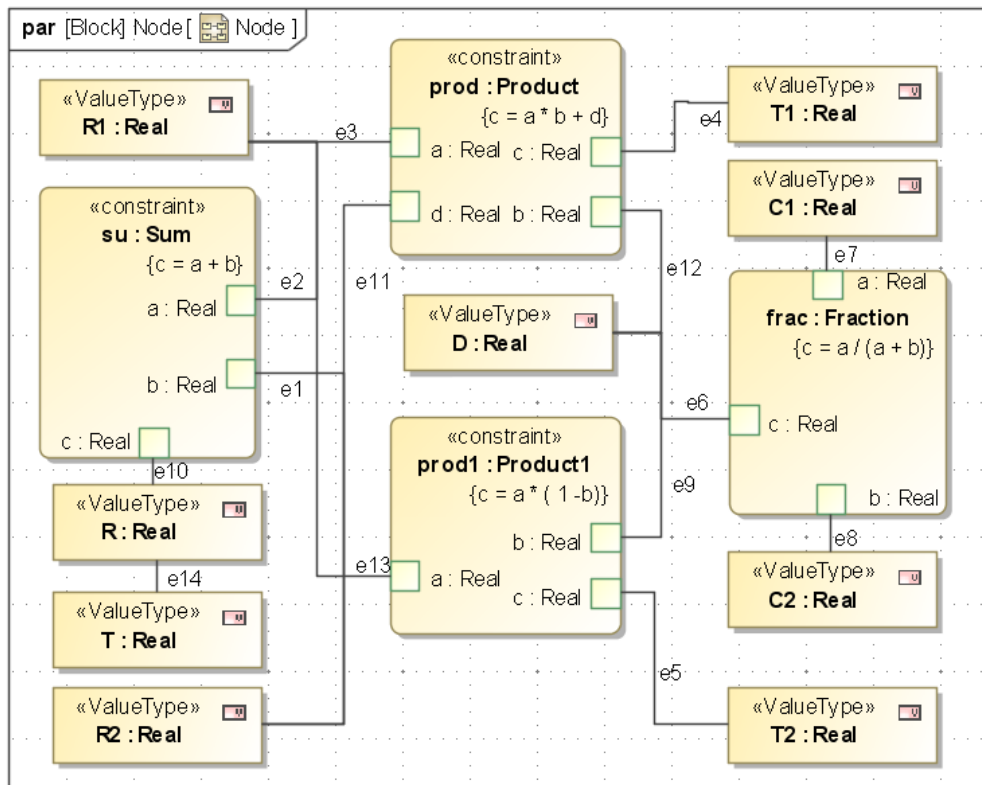 par [Block] Node [ Node ]
«ValueType»
R1 : Real
«constraint»
su : Sum
{c = a + b}
a : Real
b : Real
c : Real
e10
«ValueType»
R : Real
e14
«ValueType»
T : Real
«ValueType»
R2 : Real
e3
e2
e11
e1
e13
«constraint»
prod : Product
{c = a * b + d}
a : Real
c : Real
d : Real
b : Real
«ValueType»
D : Real
«constraint»
prod1 : Product1
{c = a * ( 1 -b)}
b : Real
a : Real
c : Real
e4
e12
e6
e9
e5
«ValueType»
T1 : Real
«ValueType»
C1 : Real
e7
a : Real
frac : Fraction
{c = a / (a + b)}
c : Real
b : Real
e8
«ValueType»
C2 : Real
«ValueType»
T2 : Real